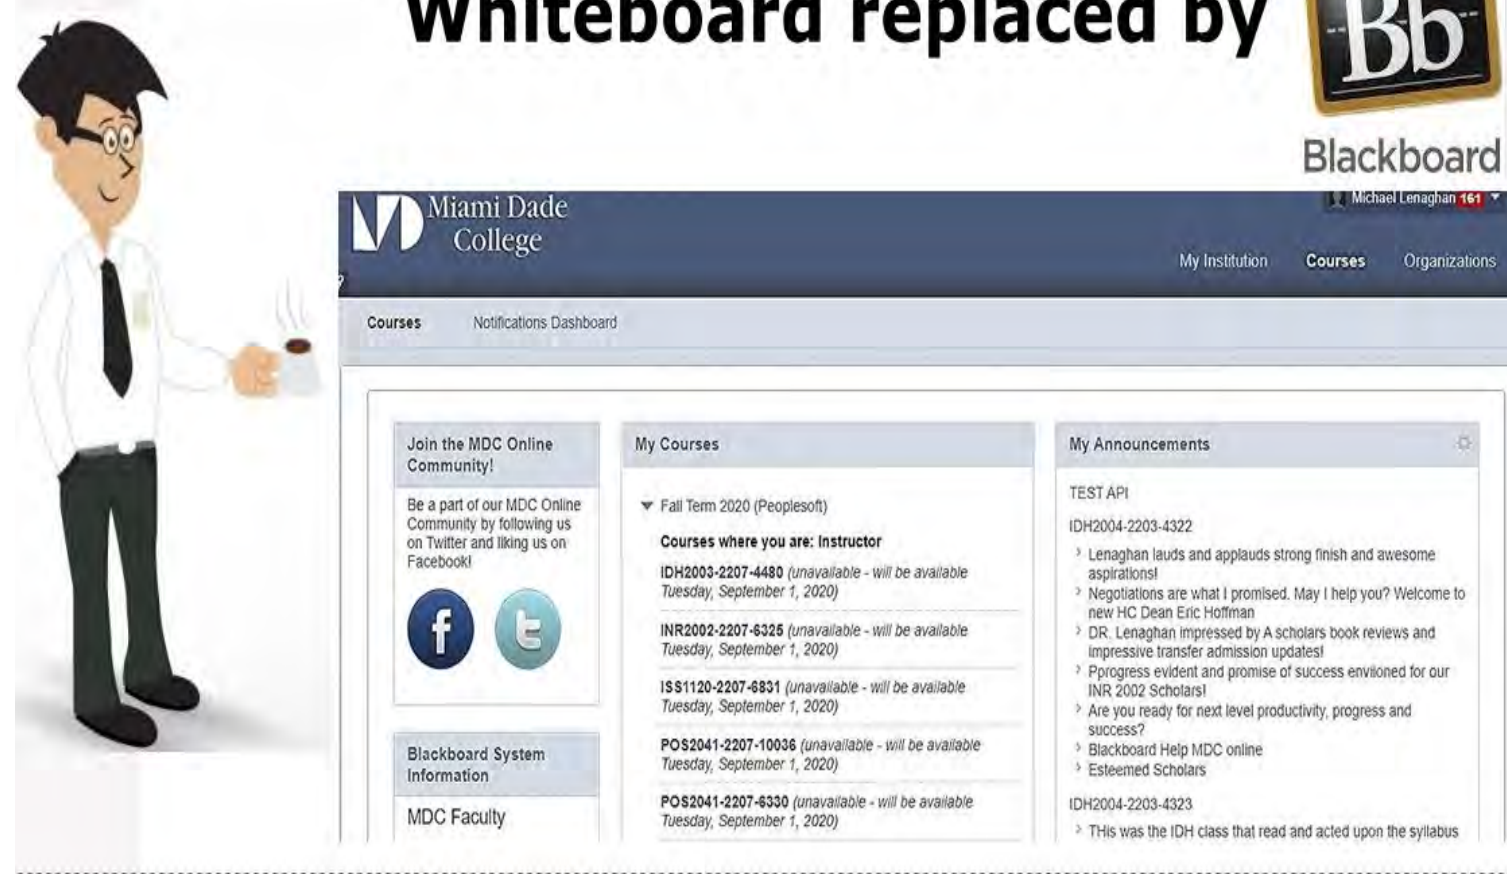 Whiteboard replaced by
Bb
Blackboard
Miami Dade
College
Michael Lenaghan 161
My Institution Courses Organizations
Courses Notifications Dashboard
Join the MDC Online
Community!
Be a part of our MDC Online
Community by following us
on Twitter and liking us on
Facebook!
f t
Blackboard System
Information
MDC Faculty
My Courses
Fall Term 2020 (Peoplesoft)
Courses where you are: Instructor
IDH2003-2207-4480 (unavailable - will be available
Tuesday, September 1, 2020)
INR2002-2207-6325 (unavailable - will be available
Tuesday, September 1, 2020)
ISS1120-2207-6831 (unavailable - will be available
Tuesday, September 1, 2020)
POS2041-2207-10036 (unavailable - will be available
Tuesday, September 1, 2020)
POS2041-2207-6330 (unavailable - will be available
Tuesday, September 1, 2020)
My Announcements
TEST API
IDH2004-2203-4322
Lenaghan lauds and applauds strong finish and awesome
aspirations!
Negotiations are what I promised. May I help you? Welcome to
new HC Dean Eric Hoffman
DR. Lenaghan impressed by A scholars book reviews and
impressive transfer admission updates!
Pprogress evident and promise of success enviioned for our
INR 2002 Scholars!
Are you ready for next level productivity, progress and
success?
Blackboard Help MDC online
Esteemed Scholars
IDH2004-2203-4323
THis was the IDH class that read and acted upon the syllabus